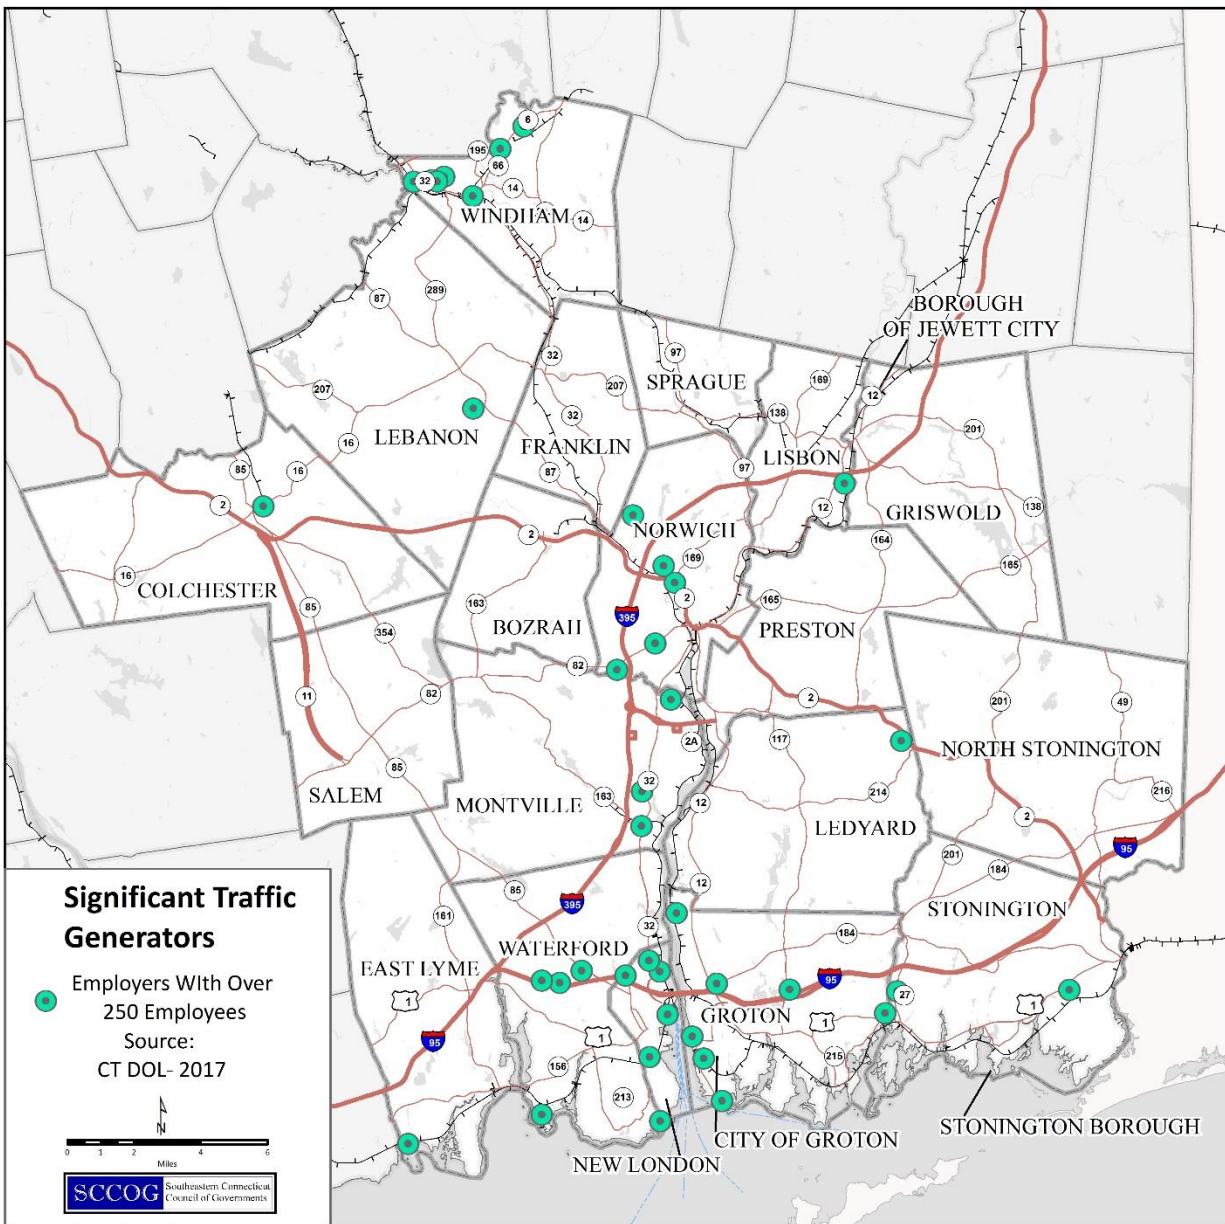 6
195
66
32
14
WINDHAM
14
289
87
BOROUGH
OF JEWETT CITY
32
97
SPRAGUE
169
12
207
207
32
138
201
LEBANON
16
FRANKLIN
LISBON
97
85
16
87
2
12
GRISWOLD
138
2
NORWICH
164
169
165
16
COLCHESTER
2
165
85
163
395
BOZRAH
PRESTON
354
82
82
11
2
201
49
2A
117
NORTH STONINGTON
85
32
SALEM
MONTVILLE
163
12
214
216
LEDYARD
2
95
201
184
85
12
395
161
STONINGTON
32
184
WATERFORD
EAST LYME
95
1
27
1
GROTON
1
95
1
156
215
213
STONINGTON BOROUGH
CITY OF GROTON
NEW LONDON
Significant Traffic
Generators
Employers WIth Over
250 Employees
Source:
CT DOL- 2017
N
0 1 2 4 6
Miles
SCCOG
Southeastern Connecticut
Council of Governments